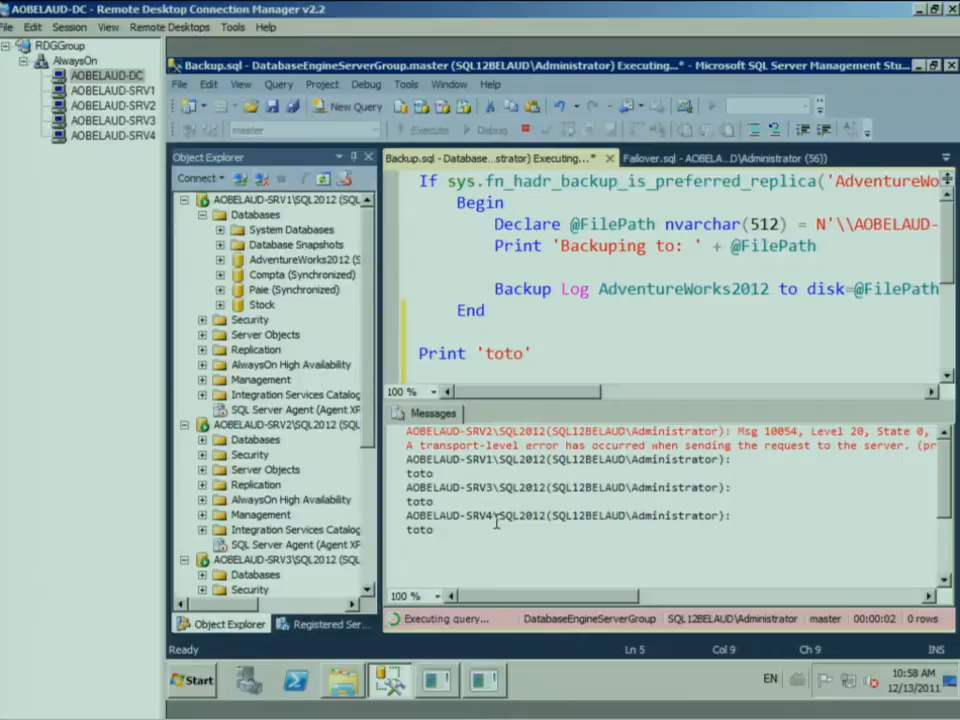 AOBELAUD-DC - Remote Desktop Connection Manager v2.2
File Edit Session View Remote Desktops Tools Help
RDGGroup
AlwaysOn
AOBELAUD-DC
AOBELAUD-SRV1
AOBELAUD-SRV2
AOBELAUD-SRV3
AOBELAUD-SRV4
Backup.sql - DatabaseEngineServerGroup.master (SQL12BELAUD\Administrator) Executing...* - Microsoft SQL Server Management Stu...
File Edit View Query Project Debug Tools Window Help
New Query
master
Execute Debug
Object Explorer
Connect
AOBELAUD-SRV1\SQL2012 (SQL
Databases
System Databases
Database Snapshots
AdventureWorks2012 (S
Compta (Synchronized)
Paie (Synchronized)
Stock
Security
Server Objects
Replication
AlwaysOn High Availability
Management
Integration Services Catalog
SQL Server Agent (Agent XP
AOBELAUD-SRV2\SQL2012 (SQL
Databases
Security
Server Objects
Replication
AlwaysOn High Availability
Management
Integration Services Catalog
SQL Server Agent (Agent XP
AOBELAUD-SRV3\SQL2012 (SQL
Databases
Security
Object Explorer Registered Ser...
Backup.sql - Database...strator) Executing...* Failover.sql - AOBELA...D\Administrator (56))
If sys.fn_hadr_backup_is_preferred_replica('AdventureWo
Begin
Declare @FilePath nvarchar(512) = N'\\AOBELAUD-
Print 'Backuping to: ' + @FilePath
Backup Log AdventureWorks2012 to disk=@FilePath
End
Print 'toto'
100 %
Messages
AOBELAUD-SRV2\SQL2012(SQL12BELAUD\Administrator): Msg 10054, Level 20, State 0,
A transport-level error has occurred when sending the request to the server. (pr
AOBELAUD-SRV1\SQL2012(SQL12BELAUD\Administrator):
toto
AOBELAUD-SRV3\SQL2012(SQL12BELAUD\Administrator):
toto
AOBELAUD-SRV4\SQL2012(SQL12BELAUD\Administrator):
toto
100 %
Executing query... DatabaseEngineServerGroup SQL12BELAUD\Administrator master 00:00:02 0 rows
Ready Ln 5 Col 9 Ch 9 INS
Start EN 10:58 AM
12/13/2011